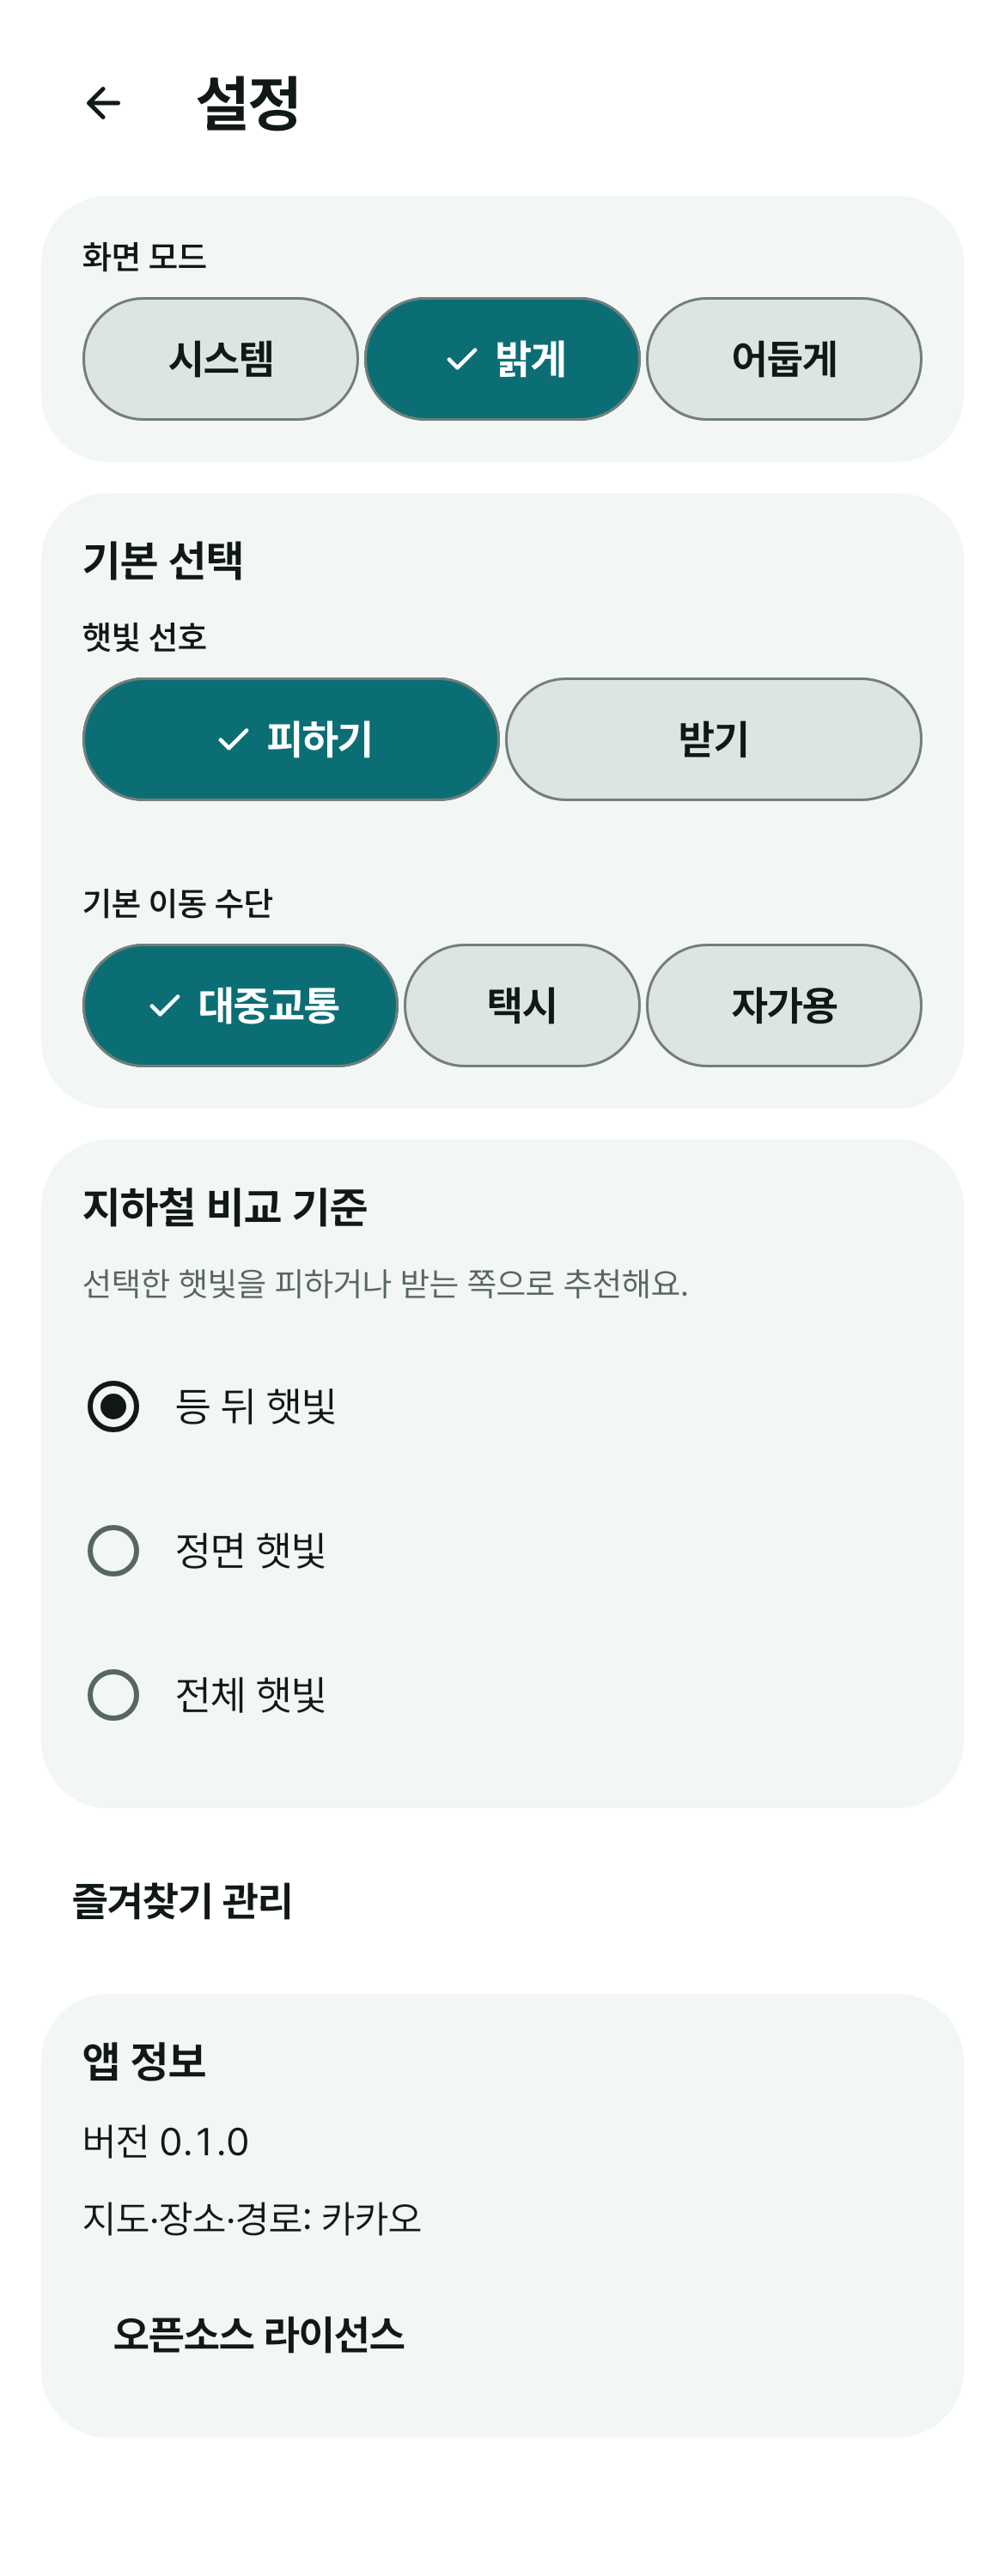 설정
화면 모드
시스템
밝게
어둡게
기본 선택
햇빛 선호
피하기
받기
기본 이동 수단
대중교통
택시
자가용
지하철 비교 기준
선택한 햇빛을 피하거나 받는 쪽으로 추천해요.
등 뒤 햇빛
정면 햇빛
전체 햇빛
즐겨찾기 관리
앱 정보
버전 0.1.0
지도·장소·경로: 카카오
오픈소스 라이선스